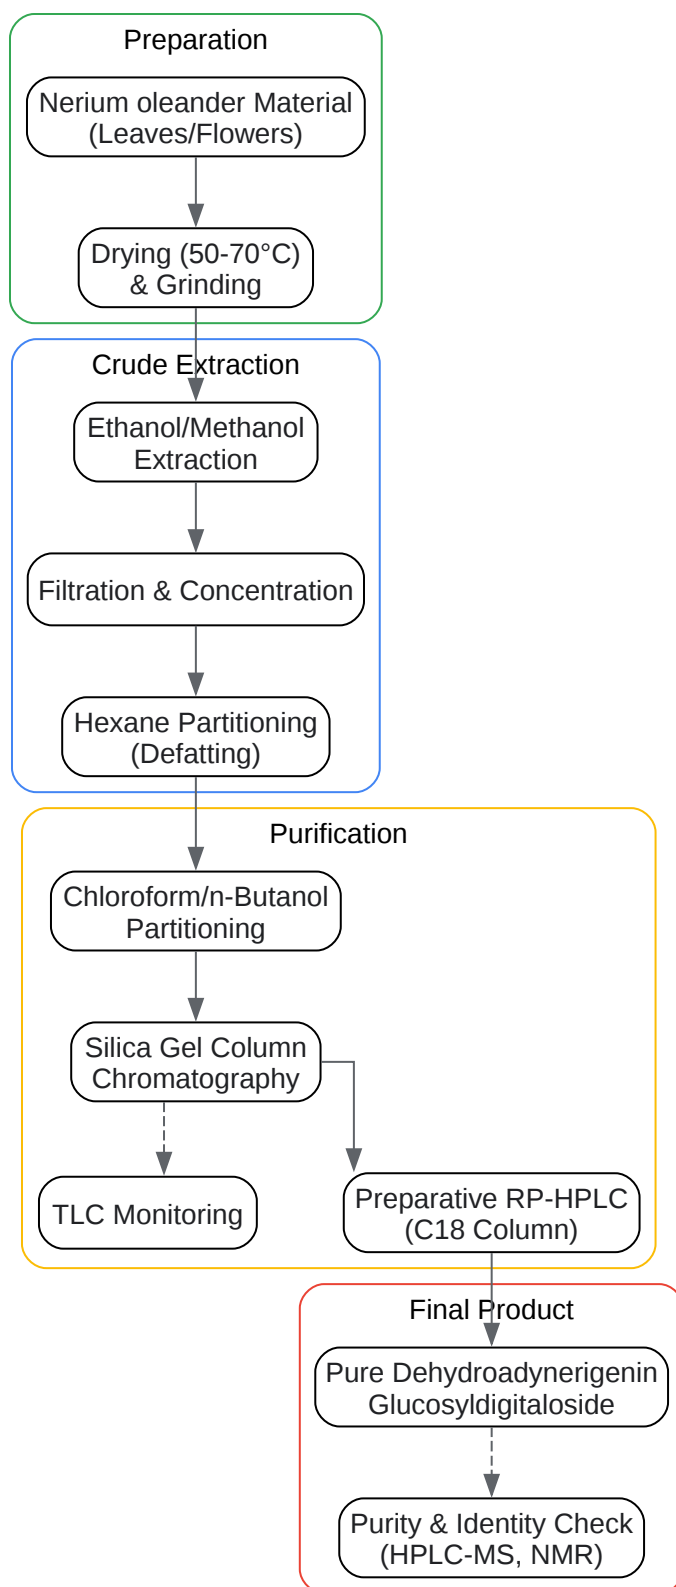 Preparation
Nerium oleander Material
(Leaves/Flowers)
Drying (50-70°C)
& Grinding
Crude Extraction
Ethanol/Methanol
Extraction
Filtration & Concentration
Hexane Partitioning
(Defatting)
Purification
Chloroform/n-Butanol
Partitioning
Silica Gel Column
Chromatography
TLC Monitoring
Preparative RP-HPLC
(C18 Column)
Final Product
Pure Dehydroadynerigenin
Glucosyldigitaloside
Purity & Identity Check
(HPLC-MS, NMR)